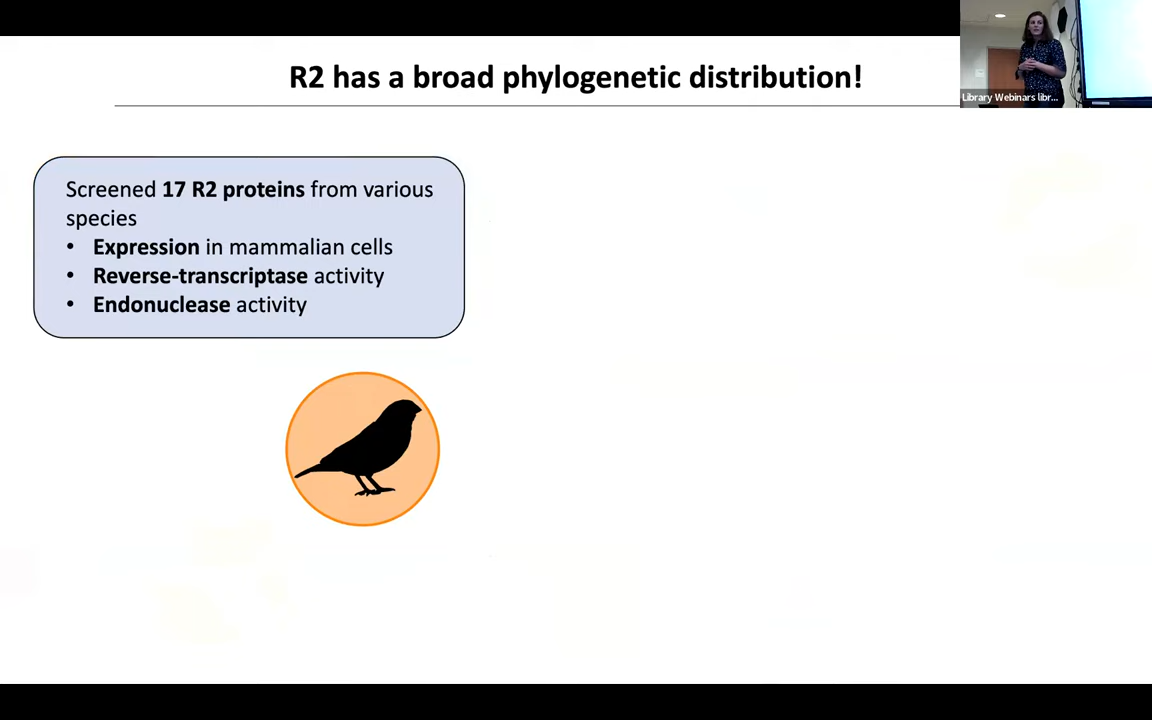 R2 has a broad phylogenetic distribution!
Library Webinars libr...
Screened 17 R2 proteins from various
species
• Expression in mammalian cells
• Reverse-transcriptase activity
• Endonuclease activity